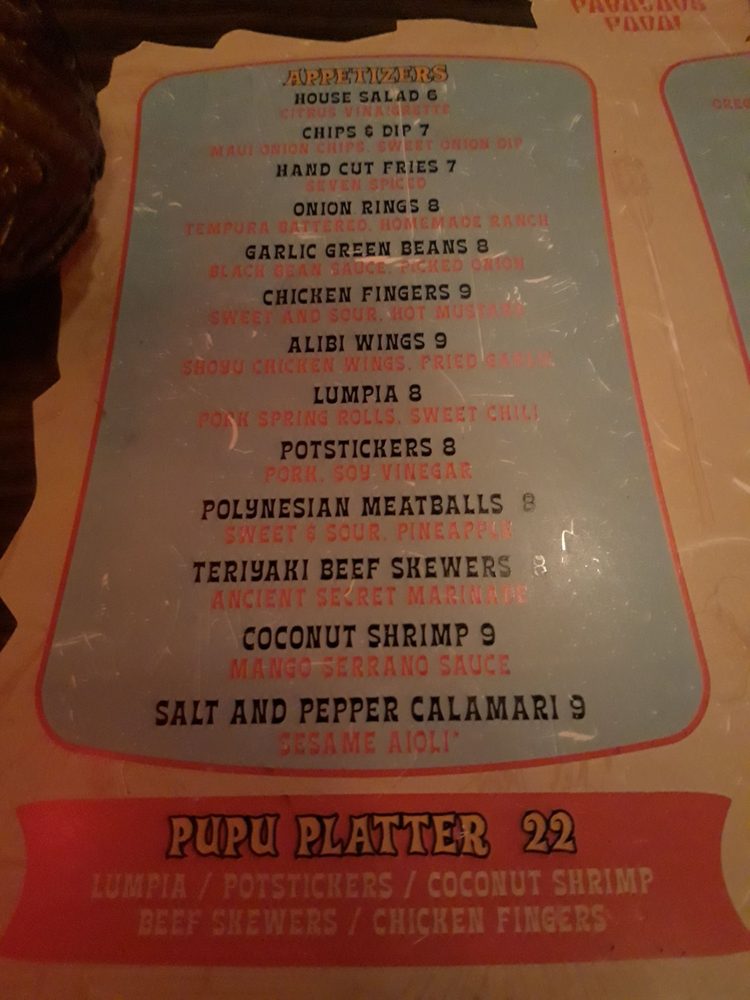 APPETIZERS
HOUSE SALAD 6
CITRUS VINAIGRETTE
CHIPS & DIP 7
MAUI ONION CHIPS, SWEET ONION DIP
HAND CUT FRIES 7
SEVEN SPICED
ONION RINGS 8
TEMPURA BATTERED, HOMEMADE RANCH
GARLIC GREEN BEANS 8
BLACK BEAN SAUCE, PICKED ONION
CHICKEN FINGERS 9
SWEET AND SOUR, HOT MUSTARD
ALIBI WINGS 9
SHOYU CHICKEN WINGS, FRIED GARLIC
LUMPIA 8
PORK SPRING ROLLS, SWEET CHILI
POTSTICKERS 8
PORK, SOY VINEGAR
POLYNESIAN MEATBALLS 8
SWEET & SOUR, PINEAPPLE
TERIYAKI BEEF SKEWERS 8
ANCIENT SECRET MARINADE
COCONUT SHRIMP 9
MANGO SERRANO SAUCE
SALT AND PEPPER CALAMARI 9
SESAME AIOLI*
PUPU PLATTER 22
LUMPIA / POTSTICKERS / COCONUT SHRIMP
BEEF SKEWERS / CHICKEN FINGERS